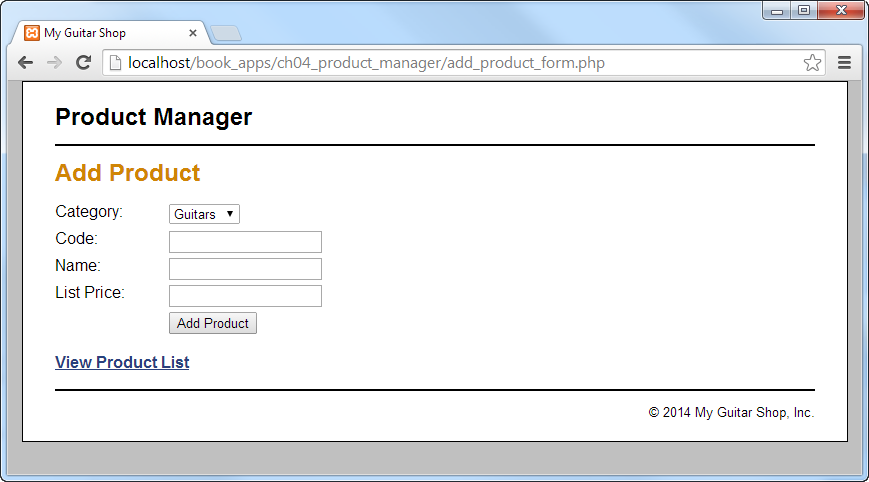 My Guitar Shop
localhost/book_apps/ch04_product_manager/add_product_form.php
Product Manager
Add Product
Category: Guitars
Code:
Name:
List Price:
Add Product
View Product List
© 2014 My Guitar Shop, Inc.